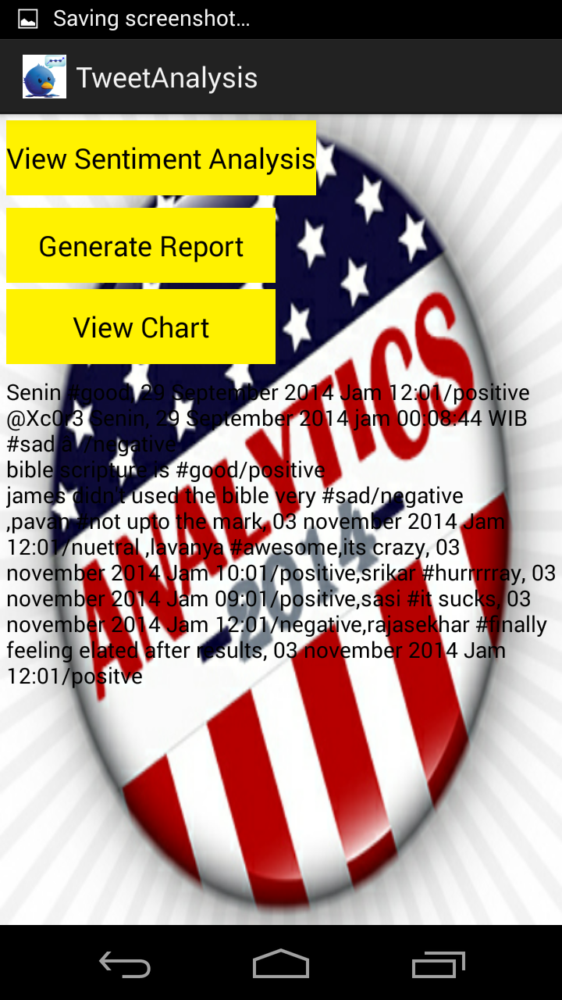 Saving screenshot...
TweetAnalysis
View Sentiment Analysis
Generate Report
View Chart
ANALYTICS
-2014-
Senin #good, 29 September 2014 Jam 12:01/positive
@Xc0r3 Senin, 29 September 2014 jam 00:08:44 WIB
#sad /negative
bible scripture is #good/positive
james didn't used the bible very #sad/negative
,pavan #not upto the mark, 03 november 2014 Jam
12:01/nuetral ,lavanya #awesome,its crazy, 03
november 2014 Jam 10:01/positive,srikar #hurrrrray, 03
november 2014 Jam 09:01/positive,sasi #it sucks, 03
november 2014 Jam 12:01/negative,rajasekhar #finally
feeling elated after results, 03 november 2014 Jam
12:01/positve